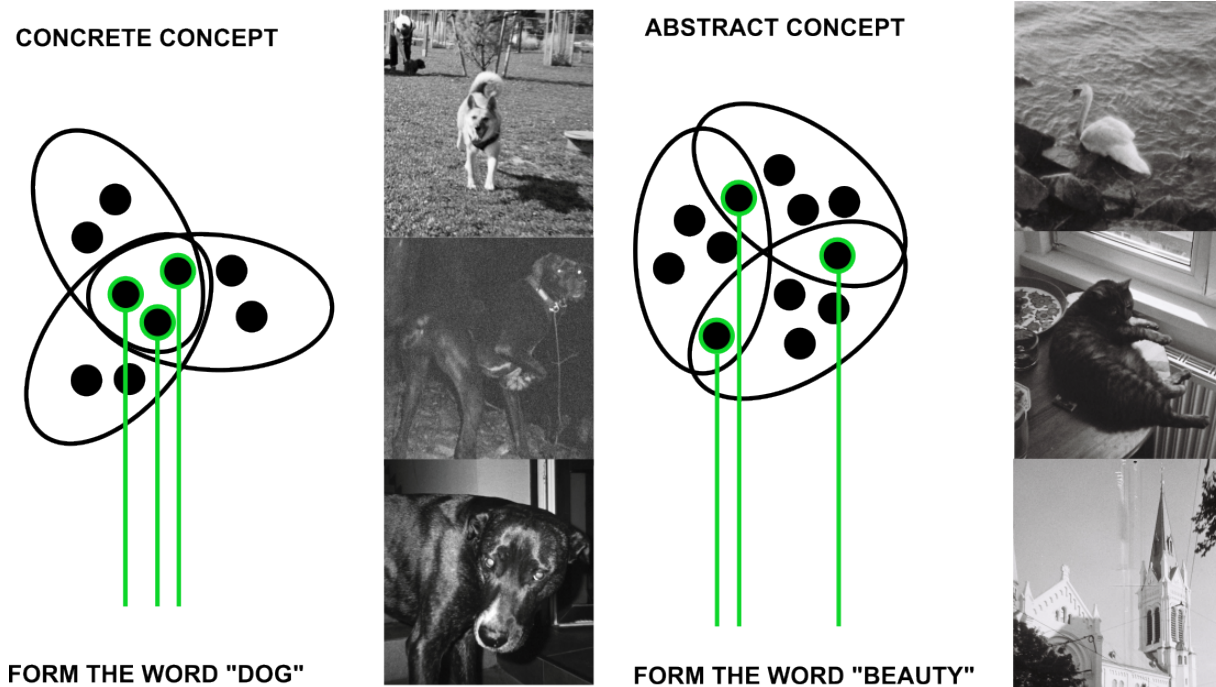 CONCRETE CONCEPT
FORM THE WORD "DOG"
ABSTRACT CONCEPT
FORM THE WORD "BEAUTY"